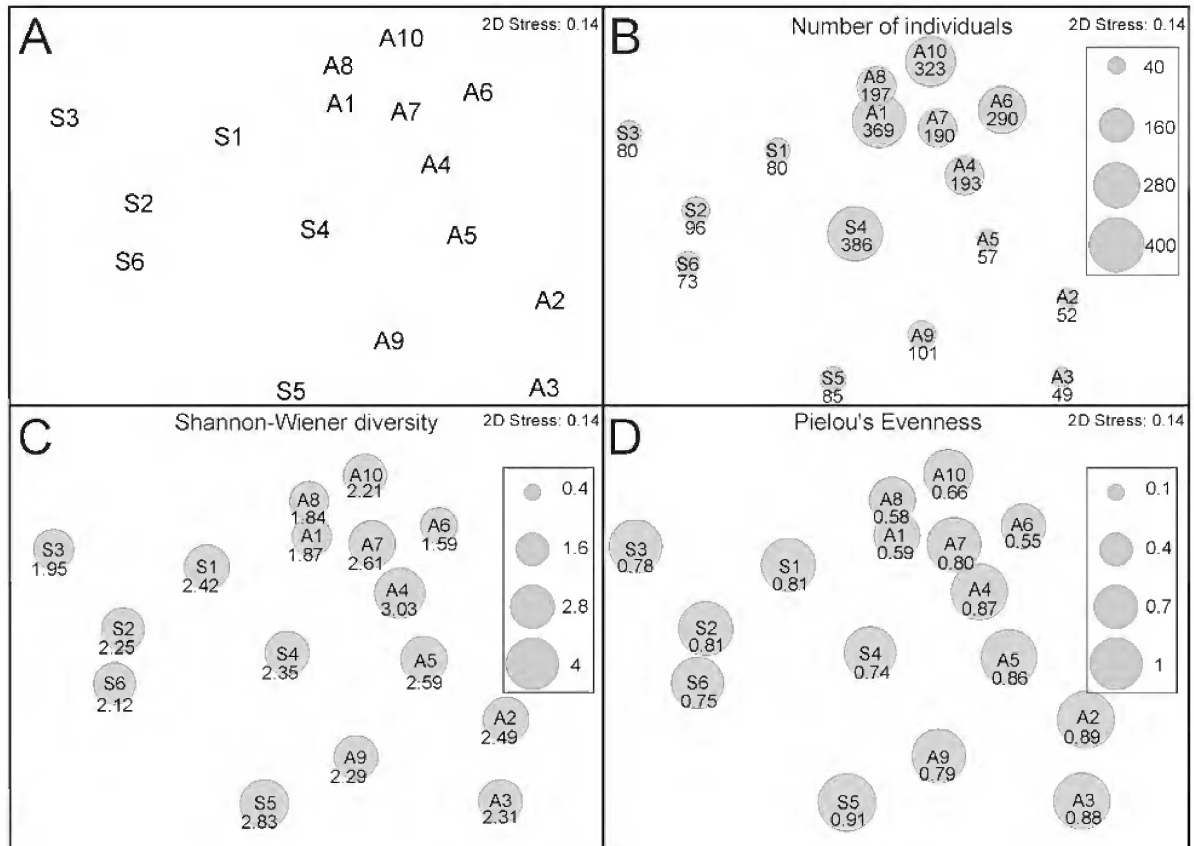 A
2D Stress: 0.14
A10
A8
A6
A1
A7
S3
S1
A4
S2
S4
A5
S6
A2
A9
S5
A3
B
Number of individuals
2D Stress: 0.14
A10
323
A8
197
A6
290
A1
369
A7
190
S3
80
S1
80
A4
193
S2
96
S4
386
A5
57
S6
73
A2
52
A9
101
S5
85
A3
49
40
160
280
400
C
Shannon-Wiener diversity
2D Stress: 0.14
A10
2.21
A8
1.84
A6
1.59
A1
1.87
A7
2.61
S3
1.95
S1
2.42
A4
3.03
S2
2.25
S4
2.35
A5
2.59
S6
2.12
A2
2.49
A9
2.29
S5
2.83
A3
2.31
0.4
1.6
2.8
4
D
Pielou's Evenness
2D Stress: 0.14
A10
0.66
A8
0.58
A6
0.55
A1
0.59
A7
0.80
S3
0.78
S1
0.81
A4
0.87
S2
0.81
S4
0.74
A5
0.86
S6
0.75
A2
0.89
A9
0.79
S5
0.91
A3
0.88
0.1
0.4
0.7
1